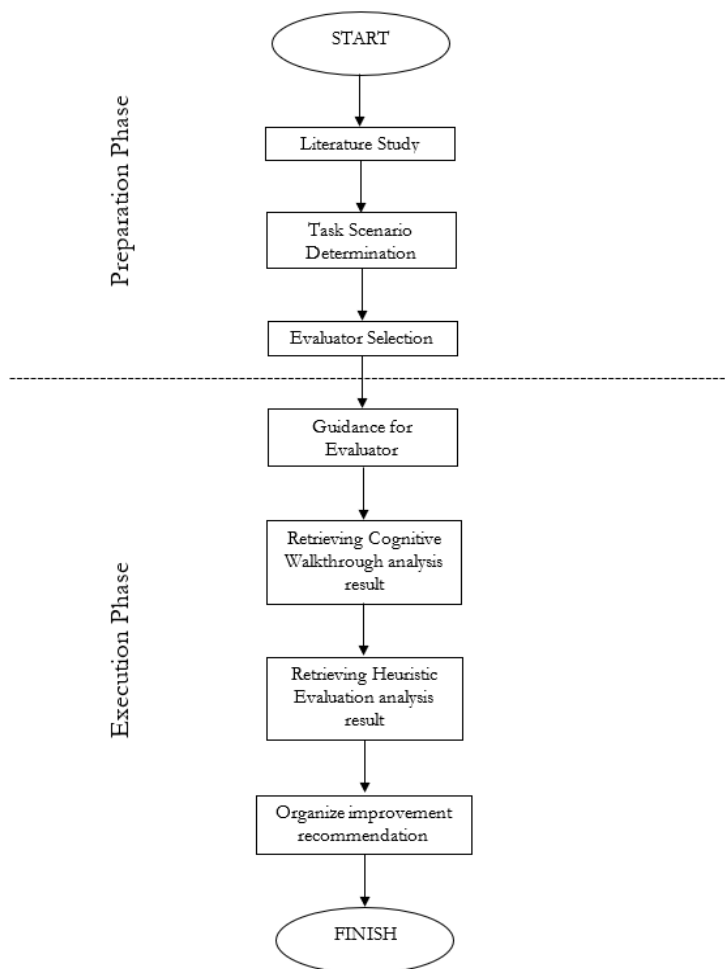 START
Preparation Phase
Literature Study
Task Scenario
Determination
Evaluator Selection
Execution Phase
Guidance for
Evaluator
Retrieving Cognitive
Walkthrough analysis
result
Retrieving Heuristic
Evaluation analysis
result
Organize improvement
recommendation
FINISH